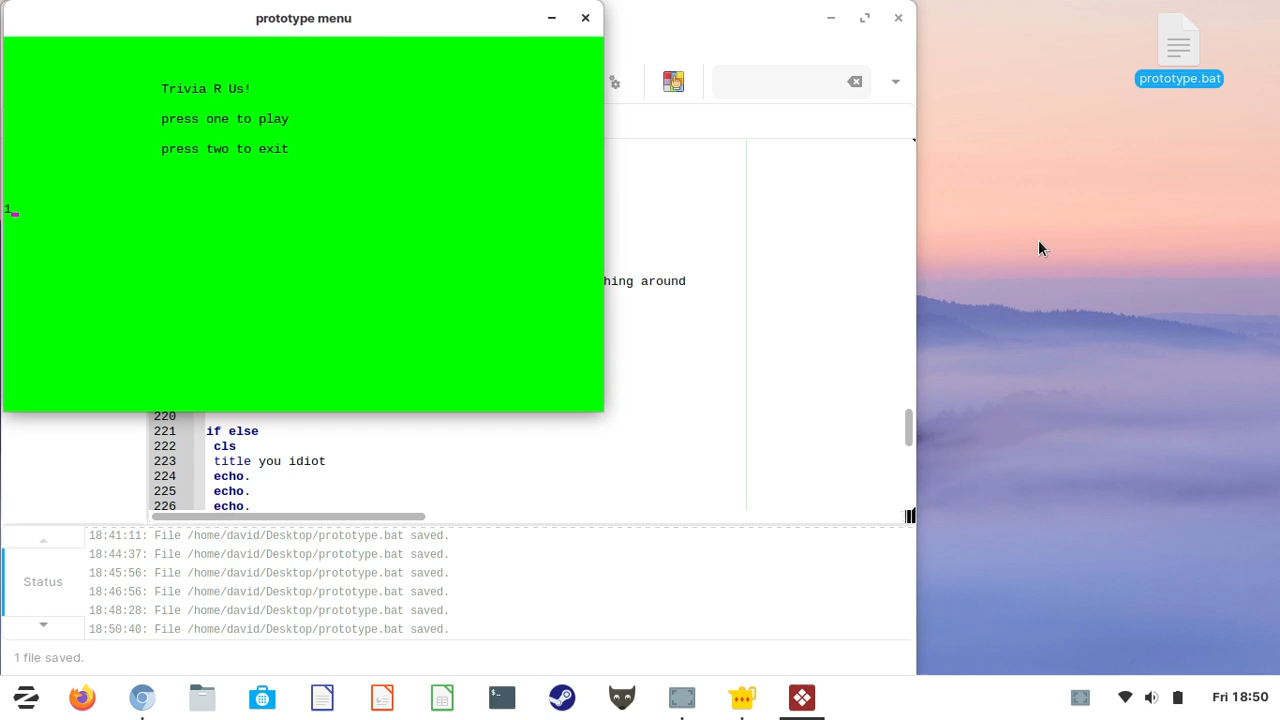 prototype menu
Trivia R Us!
press one to play
press two to exit
1
prototype.bat
hing around
220
221 if else
222 cls
223 title you idiot
224 echo.
225 echo.
226 echo.
18:41:11: File /home/david/Desktop/prototype.bat saved.
18:44:37: File /home/david/Desktop/prototype.bat saved.
18:45:56: File /home/david/Desktop/prototype.bat saved.
18:46:56: File /home/david/Desktop/prototype.bat saved.
18:48:28: File /home/david/Desktop/prototype.bat saved.
18:50:40: File /home/david/Desktop/prototype.bat saved.
Status
1 file saved.
Fri 18:50